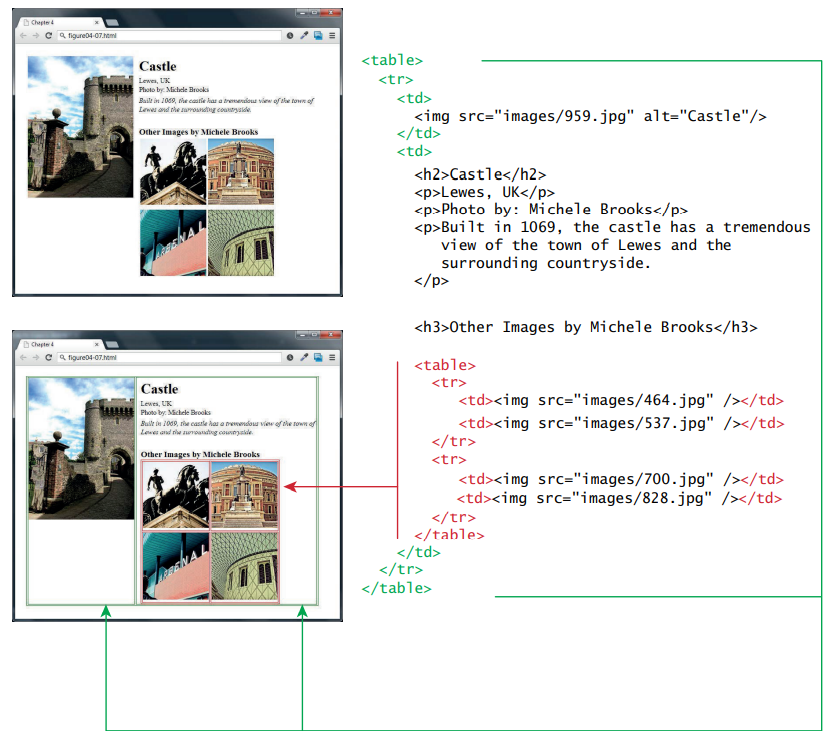 Chapter 4
figure04-07.html
Castle
Lewes, UK
Photo by: Michele Brooks
Built in 1069, the castle has a tremendous view of the town of
Lewes and the surrounding countryside.
Other Images by Michele Brooks
ARSENAL
Chapter 4
figure04-07.html
Castle
Lewes, UK
Photo by: Michele Brooks
Built in 1069, the castle has a tremendous view of the town of
Lewes and the surrounding countryside.
Other Images by Michele Brooks
ARSENAL
<table>
<tr>
<td>
<img src="images/959.jpg" alt="Castle"/>
</td>
<td>
<h2>Castle</h2>
<p>Lewes, UK</p>
<p>Photo by: Michele Brooks</p>
<p>Built in 1069, the castle has a tremendous
view of the town of Lewes and the
surrounding countryside.
</p>
<h3>Other Images by Michele Brooks</h3>
<table>
<tr>
<td><img src="images/464.jpg" /></td>
<td><img src="images/537.jpg" /></td>
</tr>
<tr>
<td><img src="images/700.jpg" /></td>
<td><img src="images/828.jpg" /></td>
</tr>
</table>
</td>
</tr>
</table>